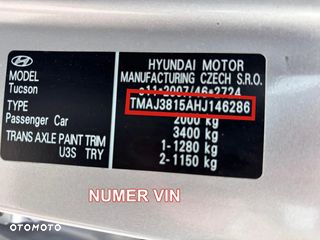 HYUNDAI MOTOR
MANUFACTURING CZECH S.R.O.
MODEL
Tucson
e11*2007/46*2724
TYPE
TMAJ3815AHJ146286
Passenger Car
2000 kg
3400 kg
TRANS AXLE PAINT TRIM
1-1280 kg
U3S TRY
2-1150 kg
NUMER VIN
OTOMOTO
OTOMOTO